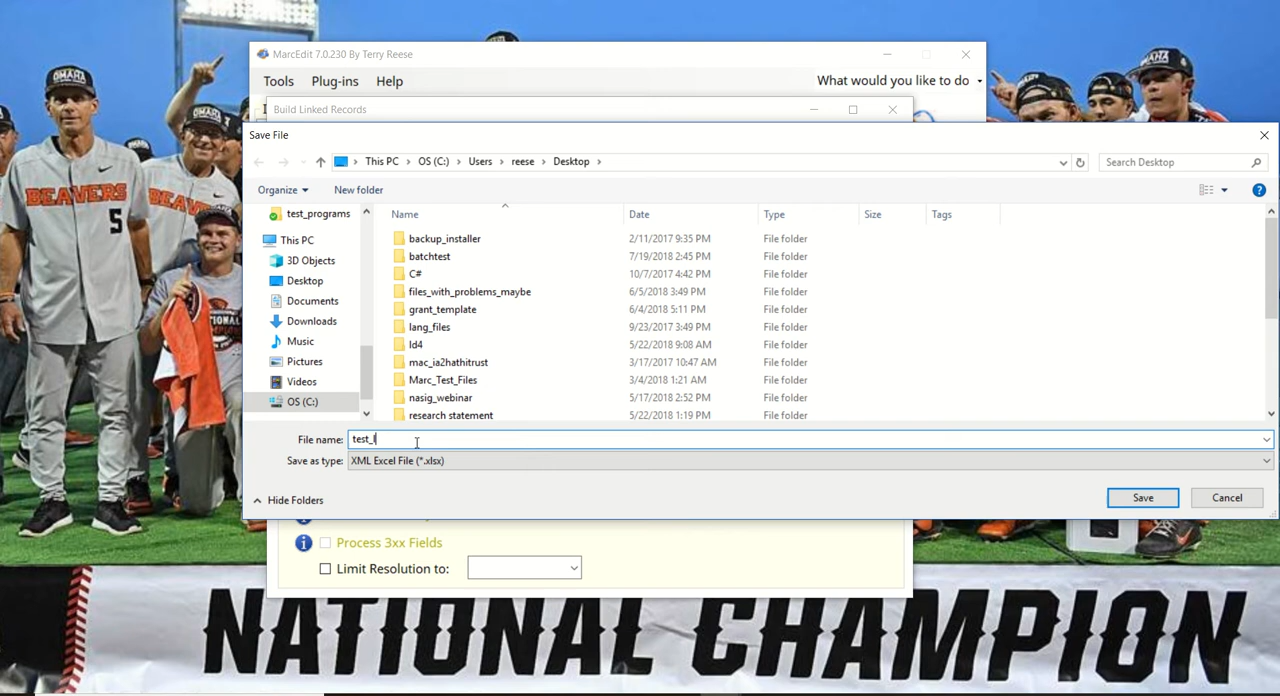 OMAHA
MarcEdit 7.0.230 By Terry Reese
Tools Plug-ins Help What would you like to do
Build Linked Records
Save File
This PC > OS (C:) > Users > reese > Desktop >
Search Desktop
Organize New folder
Name Date Type Size Tags
test_programs
This PC
3D Objects
Desktop
Documents
Downloads
Music
Pictures
Videos
OS (C:)
backup_installer 2/11/2017 9:35 PM File folder
batchtest 7/19/2018 2:45 PM File folder
C# 10/7/2017 4:42 PM File folder
files_with_problems_maybe 6/5/2018 3:49 PM File folder
grant_template 6/4/2018 5:11 PM File folder
lang_files 9/23/2017 3:49 PM File folder
ld4 5/22/2018 9:08 AM File folder
mac_ia2hathitrust 3/17/2017 10:47 AM File folder
Marc_Test_Files 3/4/2018 1:21 AM File folder
nasig_webinar 5/17/2018 2:52 PM File folder
research statement 5/22/2018 1:19 PM File folder
File name: test_l
Save as type: XML Excel File (*.xlsx)
Hide Folders
Save Cancel
Process 3xx Fields
Limit Resolution to:
BEAVERS
5
OMAHA
OMAHA
OMAHA
NATIONAL CHAMPION